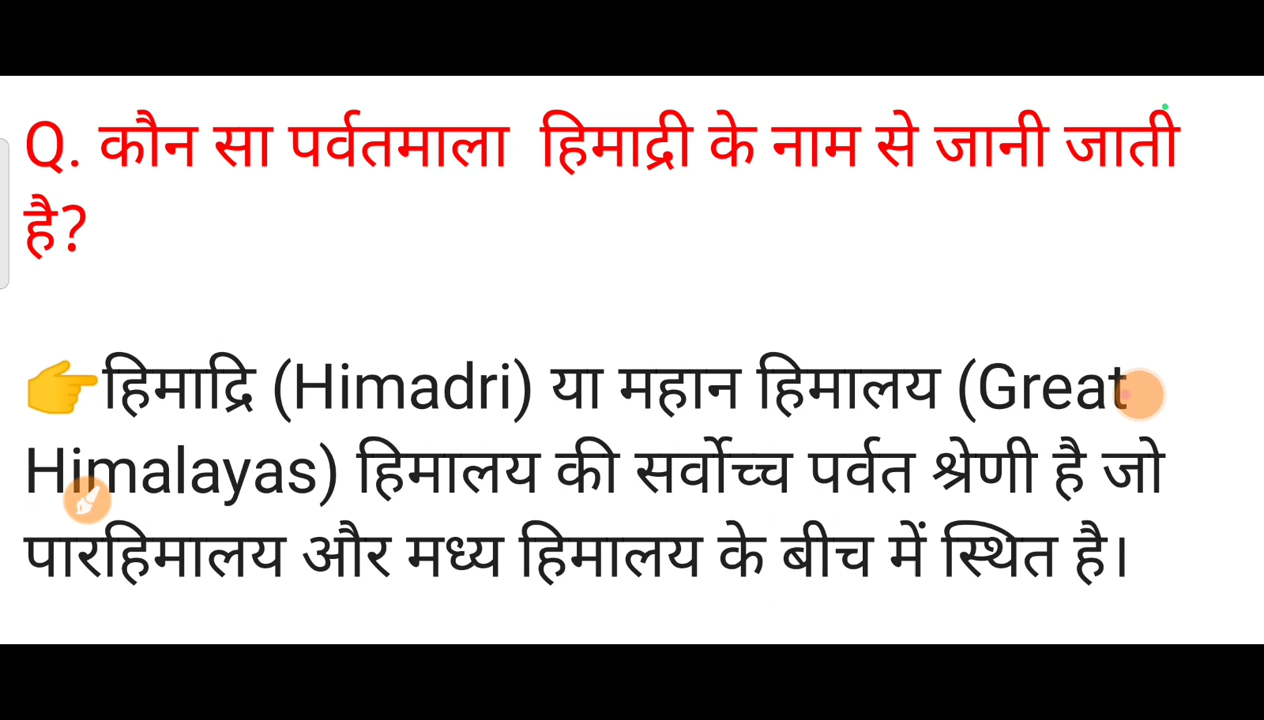 Q. कौन सा पर्वतमाला हिमाद्री के नाम से जानी जाती
है?
👉हिमाद्रि (Himadri) या महान हिमालय (Great
Himalayas) हिमालय की सर्वोच्च पर्वत श्रेणी है जो
पारहिमालय और मध्य हिमालय के बीच में स्थित है।